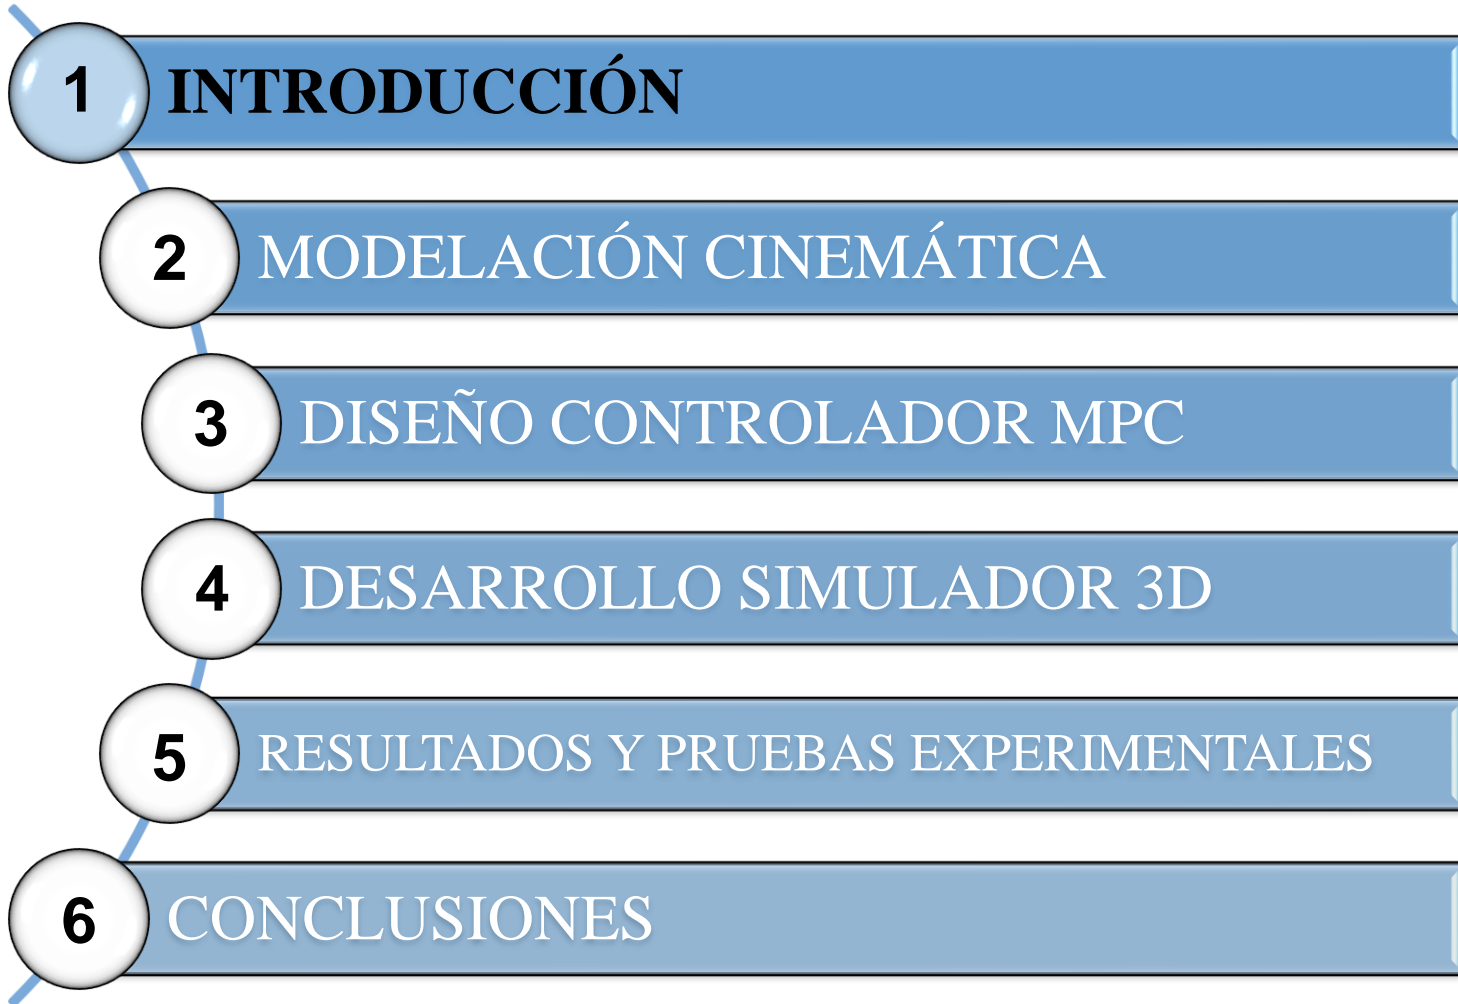 1 INTRODUCCIÓN
2 MODELACIÓN CINEMÁTICA
3 DISEÑO CONTROLADOR MPC
4 DESARROLLO SIMULADOR 3D
5 RESULTADOS Y PRUEBAS EXPERIMENTALES
6 CONCLUSIONES